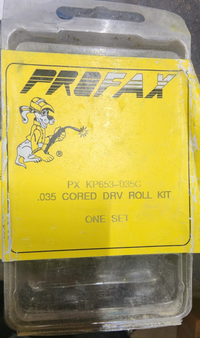 PROFAX
®
PX KP653-035C
.035 CORED DRV ROLL KIT
ONE SET